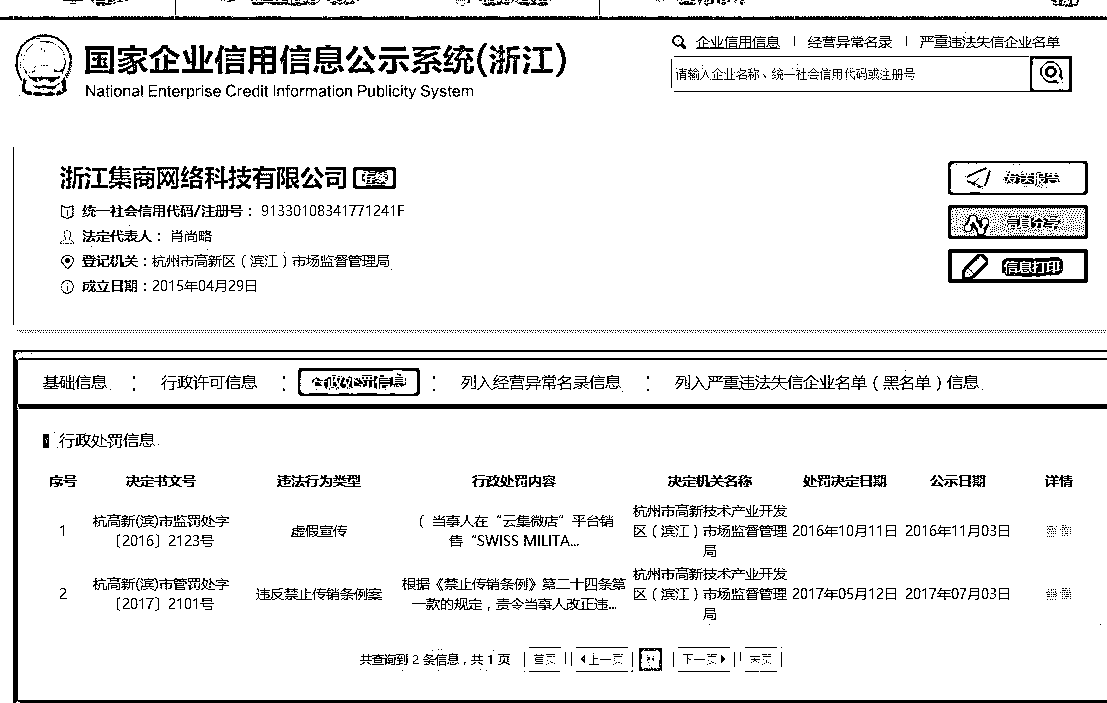 国家企业信用信息公示系统(浙江)
National Enterprise Credit Information Publicity System
企业信用信息 | 经营异常名录 | 严重违法失信企业名单
请输入企业名称、统一社会信用代码或注册号
浙江集商网络科技有限公司 存续
发送报告
统一社会信用代码/注册号： 91330108341771241F
信息分享
法定代表人： 肖尚略
登记机关：杭州市高新区（滨江）市场监督管理局
信息打印
成立日期：2015年04月29日
基础信息 行政许可信息 行政处罚信息 列入经营异常名录信息 列入严重违法失信企业名单（黑名单）信息
行政处罚信息
序号 决定书文号 违法行为类型 行政处罚内容 决定机关名称 处罚决定日期 公示日期 详情
1 杭高新(滨)市监罚处字〔2016〕2123号 虚假宣传 （ 当事人在“云集微店”平台销售“SWISS MILITA... 杭州市高新技术产业开发区（滨江）市场监督管理局 2016年10月11日 2016年11月03日
2 杭高新(滨)市管罚处字〔2017〕2101号 违反禁止传销条例案 根据《禁止传销条例》第二十四条第一款的规定，责令当事人改正违... 杭州市高新技术产业开发区（滨江）市场监督管理局 2017年05月12日 2017年07月03日
共查询到 2 条信息，共 1 页 首页 上一页 下一页 末页